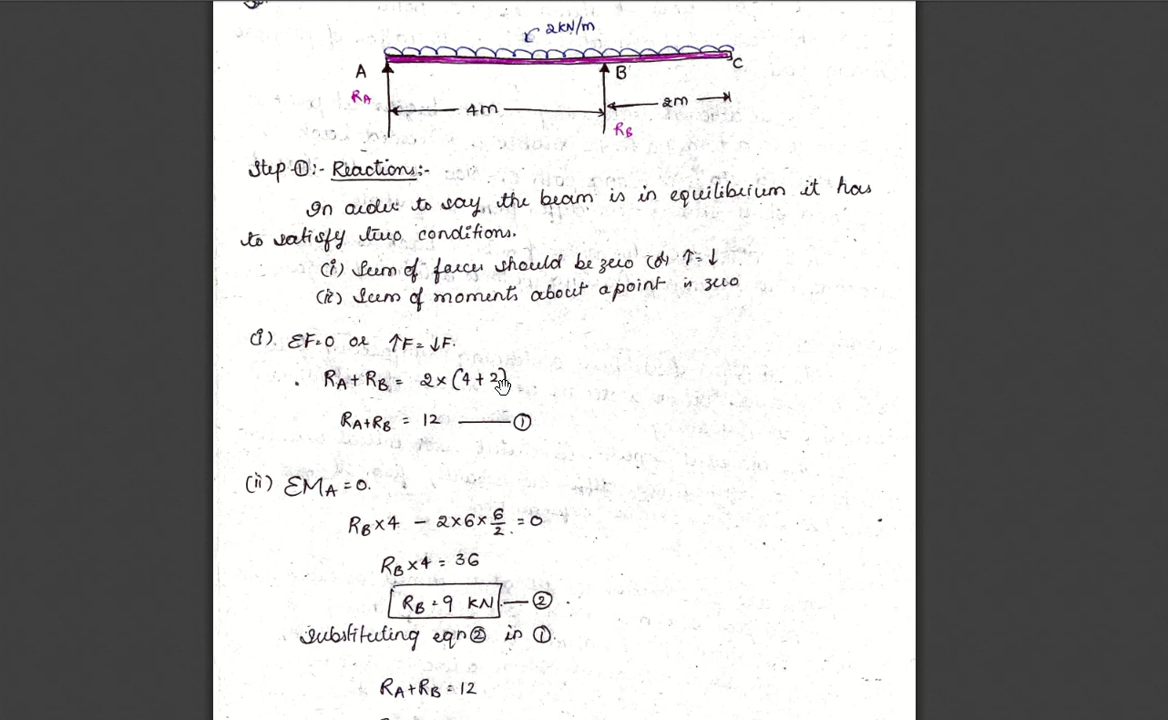 2KN/m
A B C
RA 4m 2m
RB
Step ①:- Reactions:-
In order to say the beam is in equilibrium it has
to satisfy two conditions.
(i) Sum of forces should be zero (or) ↑=↓
(ii) Sum of moments about a point is zero
(i). ΣF=0 or ↑F=↓F.
RA+RB = 2×(4+2)
RA+RB = 12 —— ①
(ii) ΣMA=0.
RB×4 - 2×6×6/2 =0
RB×4 = 36
RB=9 KN —②.
Substituting eqn② in ①.
RA+RB=12